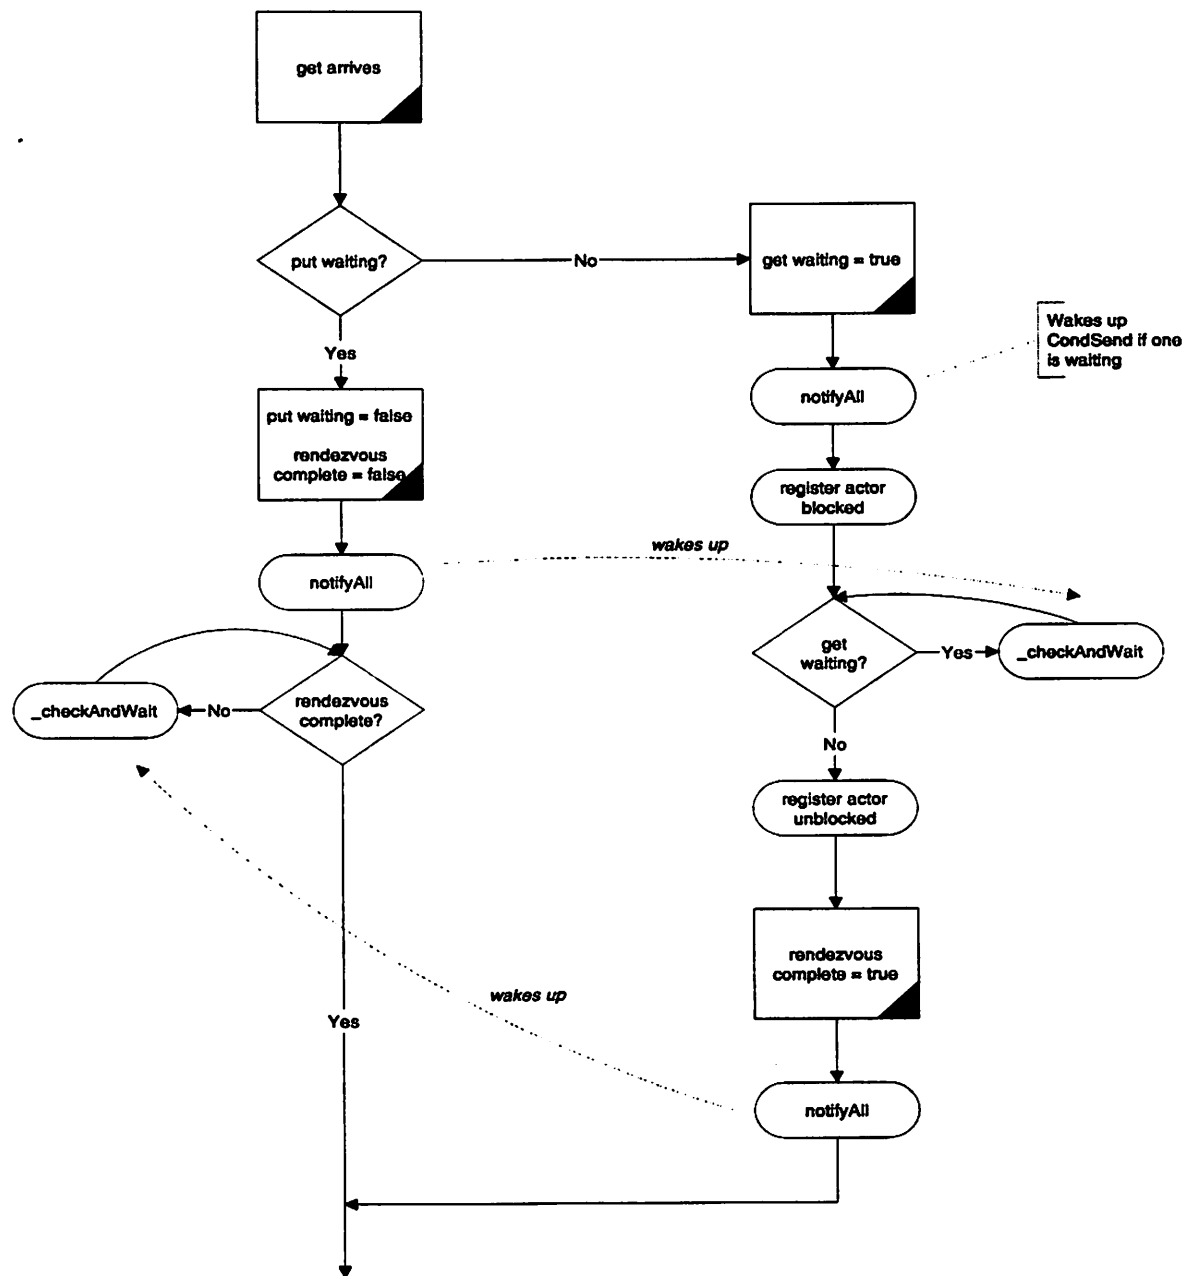 get arrives
put waiting?
No
get waiting = true
Wakes up
CondSend if one
is waiting
Yes
notifyAll
put waiting = false
rendezvous
complete = false
register actor
blocked
wakes up
notifyAll
get
waiting?
Yes
_checkAndWait
_checkAndWait
No
rendezvous
complete?
No
register actor
unblocked
rendezvous
complete = true
wakes up
Yes
notifyAll